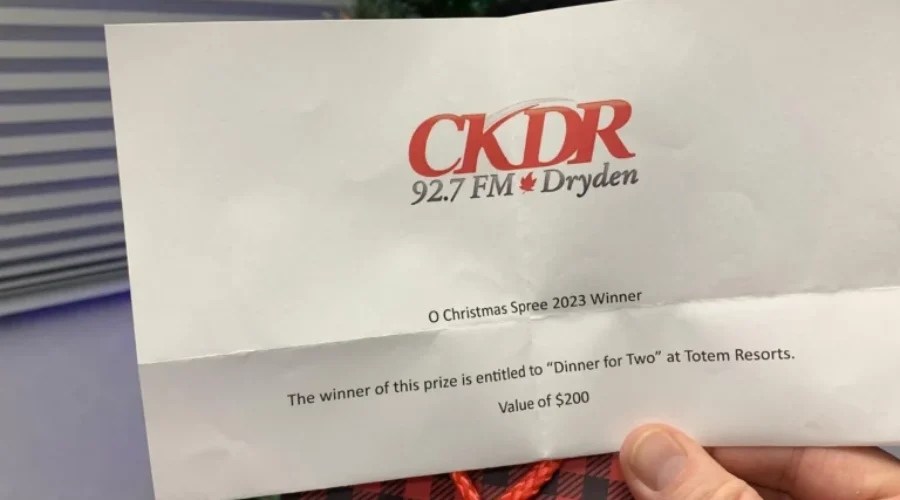 CKDR
92.7 FM Dryden
O Christmas Spree 2023 Winner
The winner of this prize is entitled to “Dinner for Two” at Totem Resorts.
Value of $200